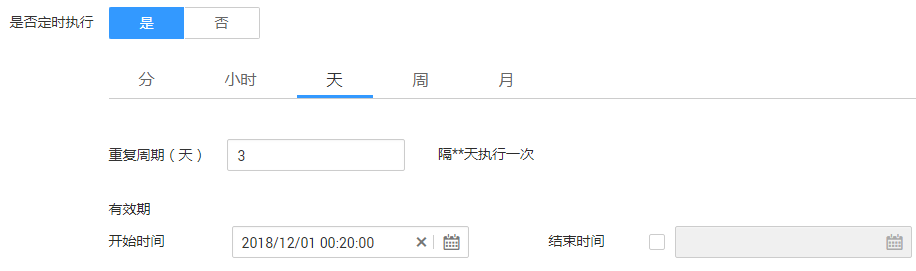 是否定时执行 是 否
分 小时 天 周 月
重复周期（天） 3 隔**天执行一次
有效期
开始时间 2018/12/01 00:20:00 结束时间